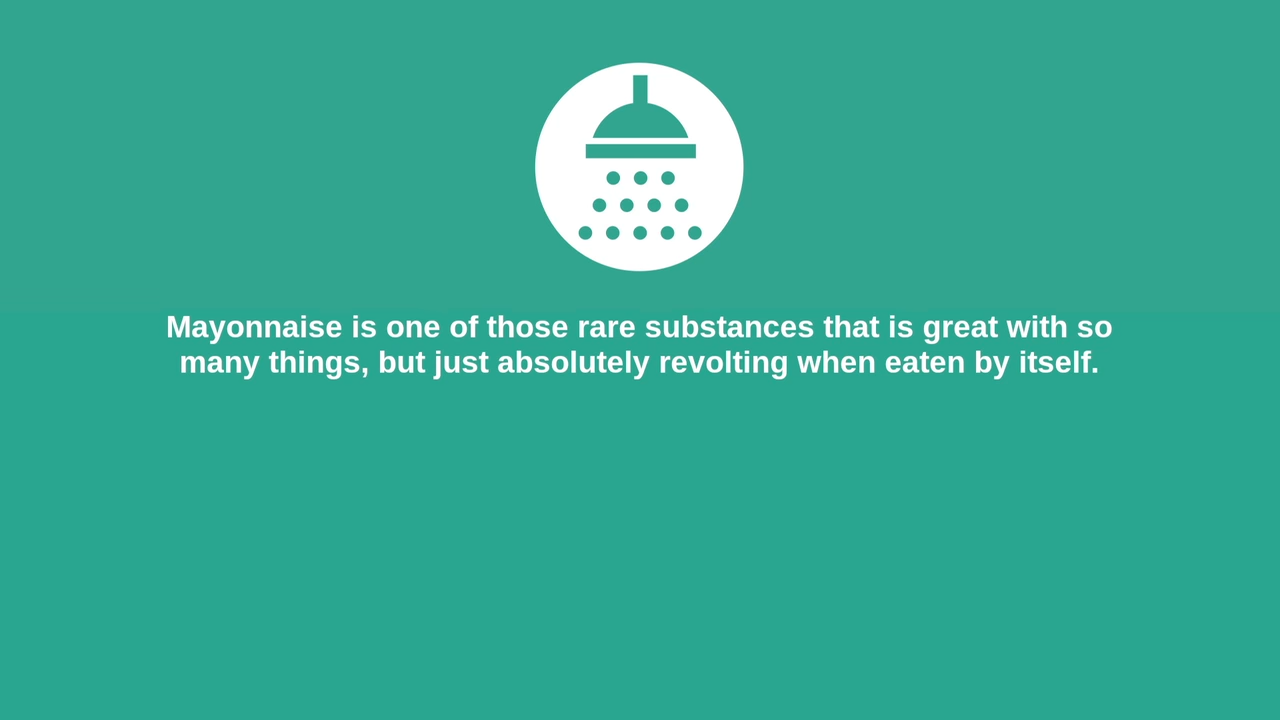 Mayonnaise is one of those rare substances that is great with so
many things, but just absolutely revolting when eaten by itself.